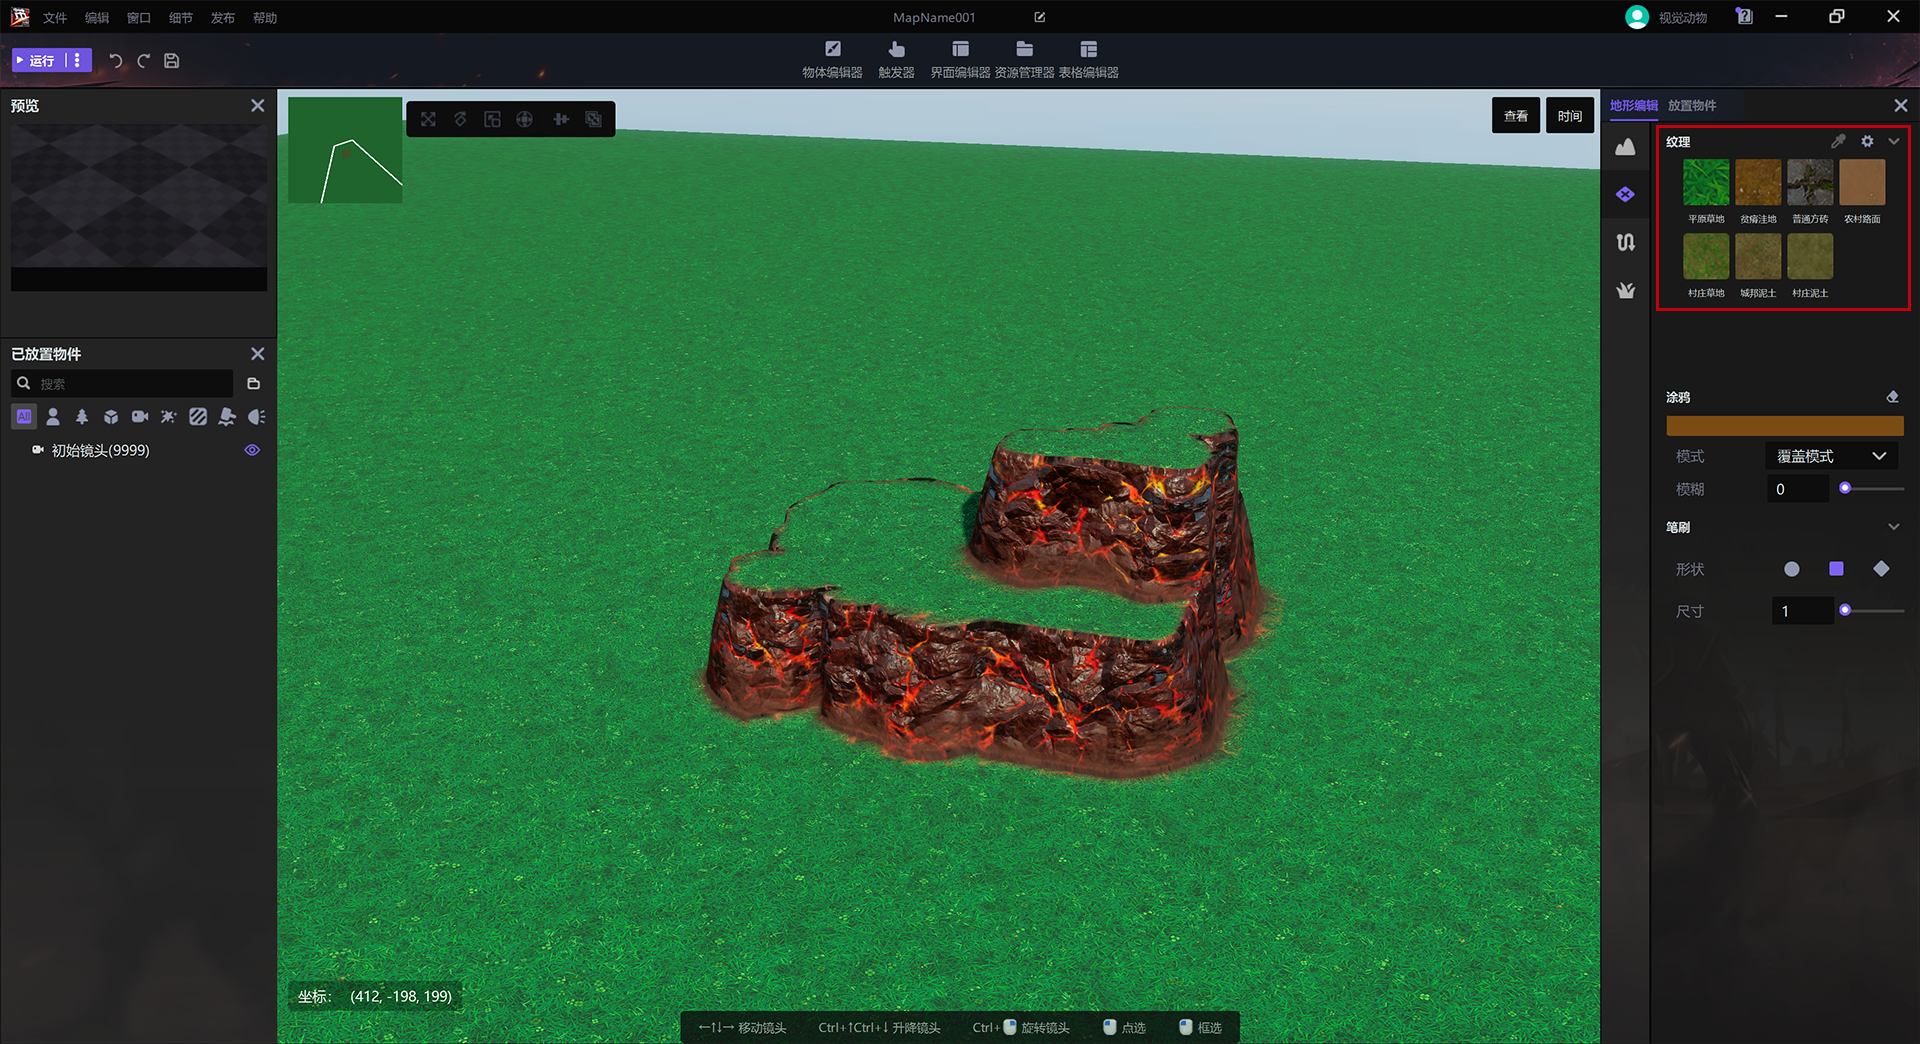 文件 编辑 窗口 细节 发布 帮助
MapName001
视觉动物
运行
物体编辑器 触发器 界面编辑器 资源管理器 表格编辑器
预览
查看 时间
地形编辑 放置物件
纹理
平原草地 贫瘠洼地 普通方砖 农村路面
村庄草地 城邦泥土 村庄泥土
已放置物件
搜索
All
初始镜头(9999)
涂鸦
模式 覆盖模式
模糊 0
笔刷
形状
尺寸 1
坐标: (412, -198, 199)
←↑↓→ 移动镜头 Ctrl+↑Ctrl+↓ 升降镜头 Ctrl+ 旋转镜头 点选 框选